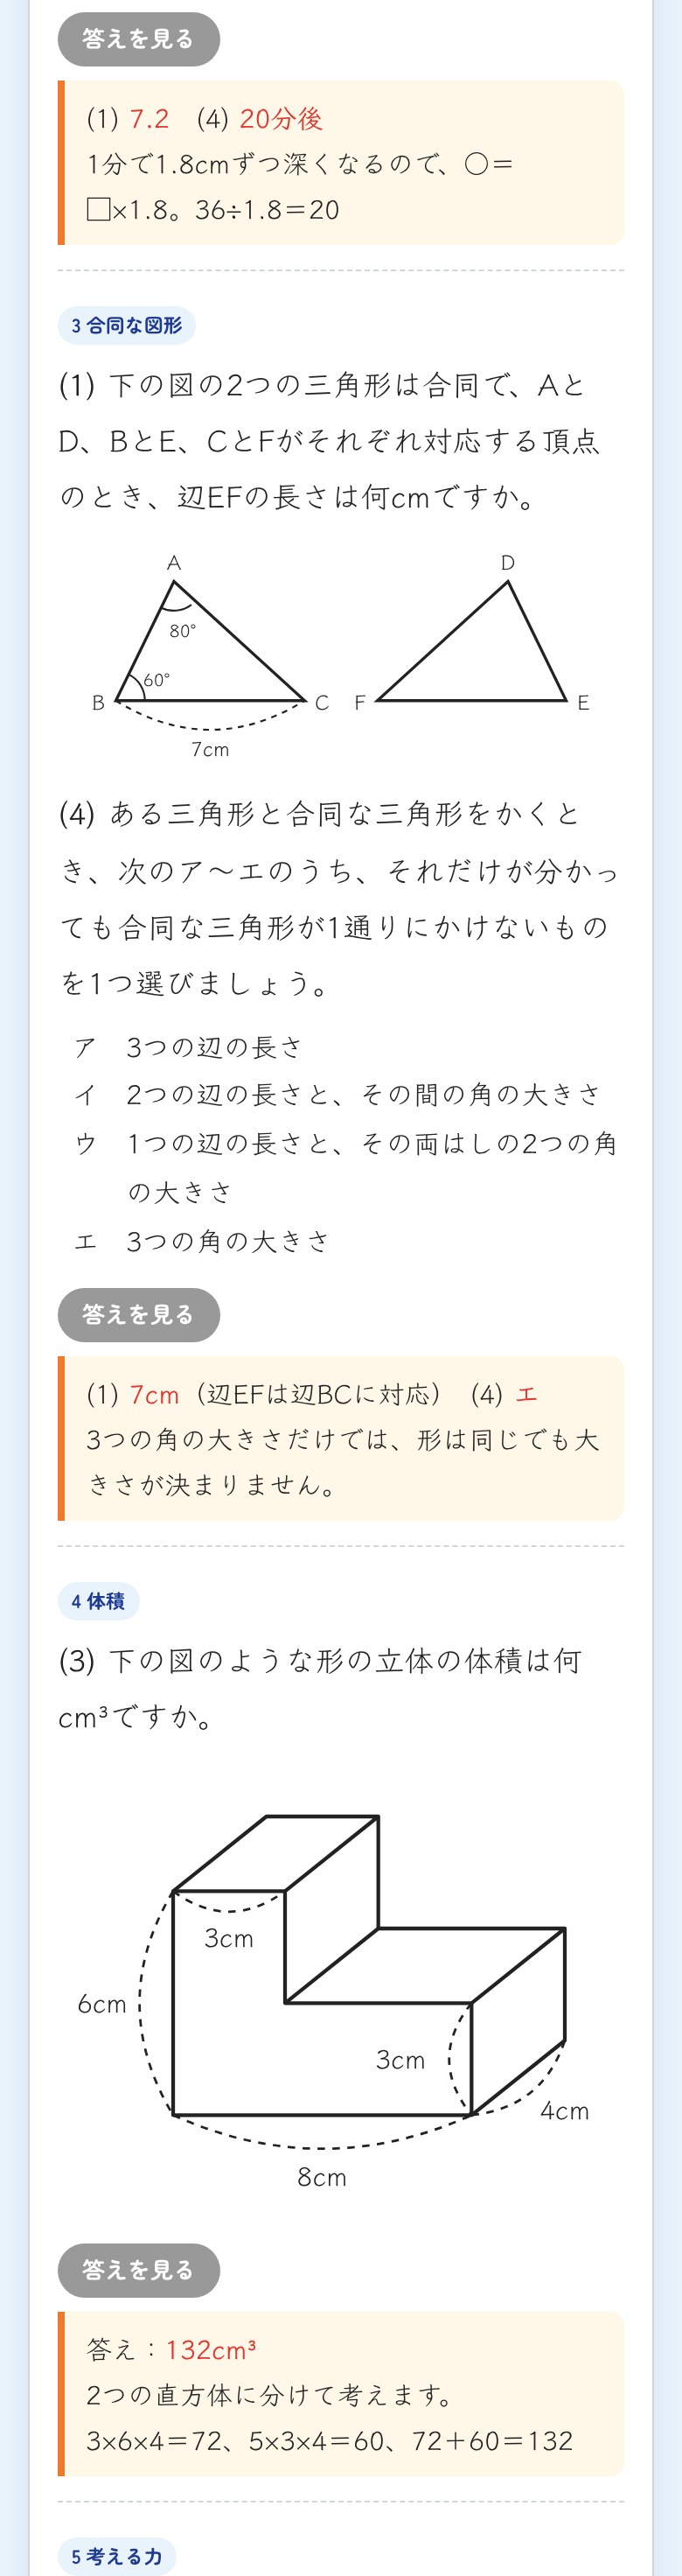 答えを見る
(1) 7.2　(4) 20分後
1分で1.8cmずつ深くなるので、○＝
□×1.8。36÷1.8＝20
3 合同な図形
(1) 下の図の2つの三角形は合同で、Aと
D、BとE、CとFがそれぞれ対応する頂点
のとき、辺EFの長さは何cmですか。
A
D
80°
60°
B
C
F
E
7cm
(4) ある三角形と合同な三角形をかくと
き、次のア～エのうち、それだけが分かっ
ても合同な三角形が1通りにかけないもの
を1つ選びましょう。
ア　3つの辺の長さ
イ　2つの辺の長さと、その間の角の大きさ
ウ　1つの辺の長さと、その両はしの2つの角
の大きさ
エ　3つの角の大きさ
答えを見る
(1) 7cm（辺EFは辺BCに対応）　(4) エ
3つの角の大きさだけでは、形は同じでも大
きさが決まりません。
4 体積
(3) 下の図のような形の立体の体積は何
cm³ですか。
3cm
6cm
3cm
4cm
8cm
答えを見る
答え：132cm³
2つの直方体に分けて考えます。
3×6×4＝72、5×3×4＝60、72＋60＝132
5 考える力